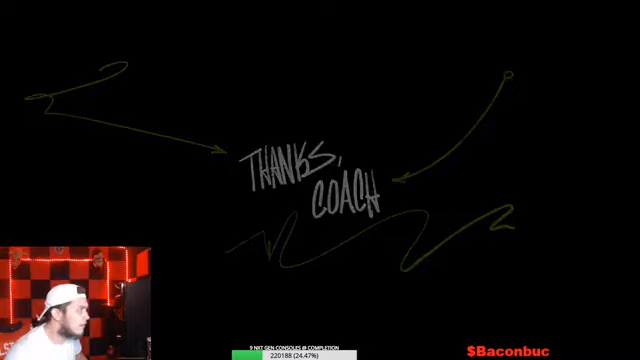 THANKS,
COACH
9 NXT GEN CONSOLES @ COMPLETION
220188 (24.47%)
$Baconbuc